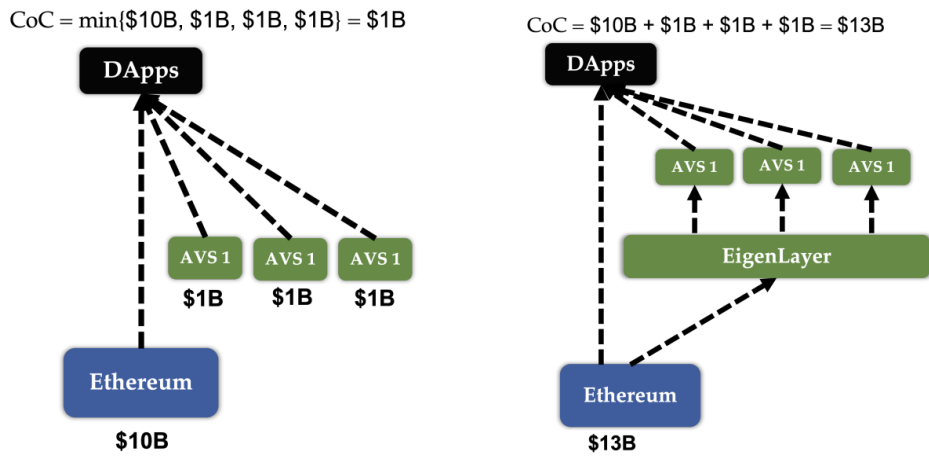 CoC = min{$10B, $1B, $1B, $1B} = $1B
DApps
AVS 1
AVS 1
AVS 1
$1B
$1B
$1B
Ethereum
$10B
CoC = $10B + $1B + $1B + $1B = $13B
DApps
AVS 1
AVS 1
AVS 1
EigenLayer
Ethereum
$13B